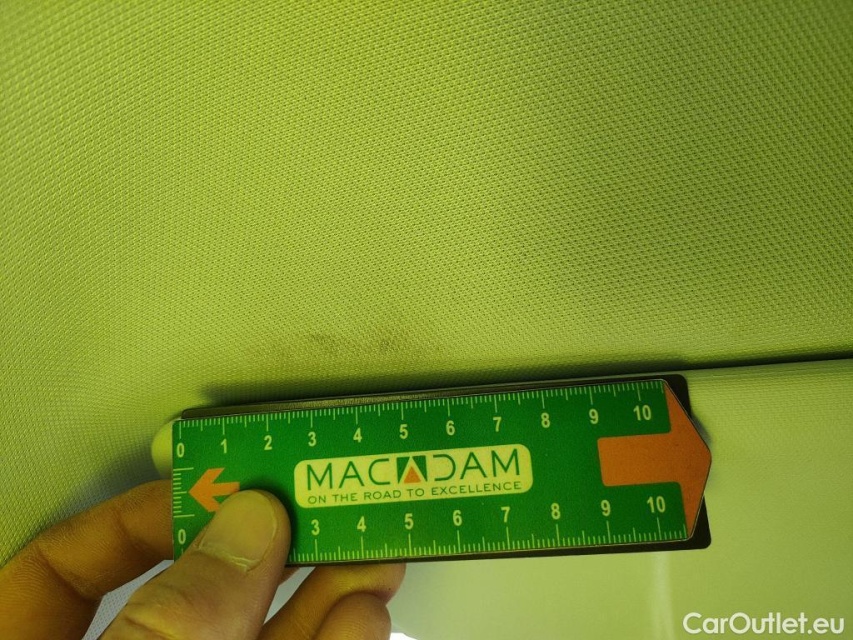 0 1 2 3 4 5 6 7 8 9 10
MACADAM
ON THE ROAD TO EXCELLENCE
0 3 4 5 6 7 8 9 10
CarOutlet.eu